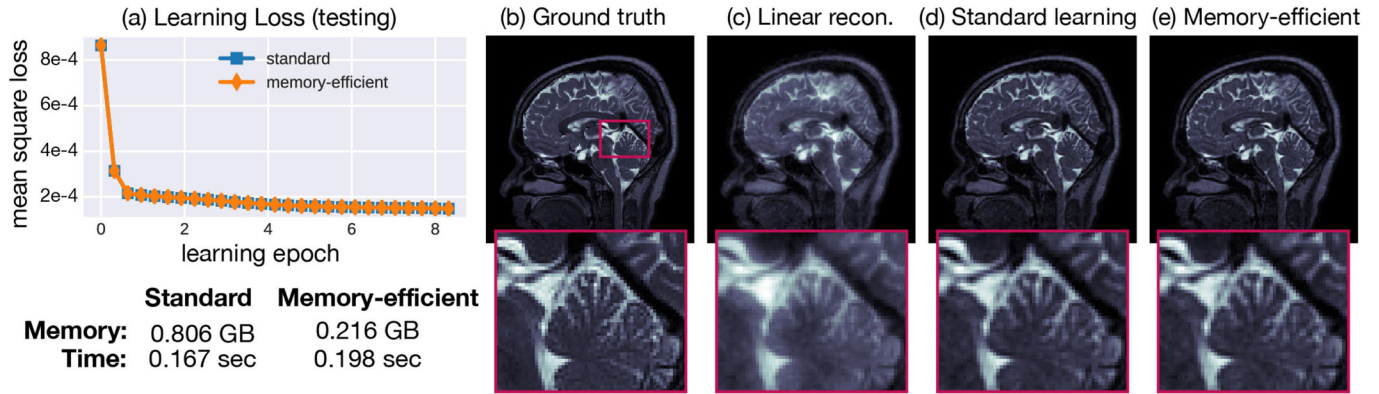 (a) Learning Loss (testing)
mean square loss
8e-4
6e-4
4e-4
2e-4
standard
memory-efficient
0 2 4 6 8
learning epoch
Standard Memory-efficient
Memory: 0.806 GB 0.216 GB
Time: 0.167 sec 0.198 sec
(b) Ground truth
(c) Linear recon.
(d) Standard learning
(e) Memory-efficient